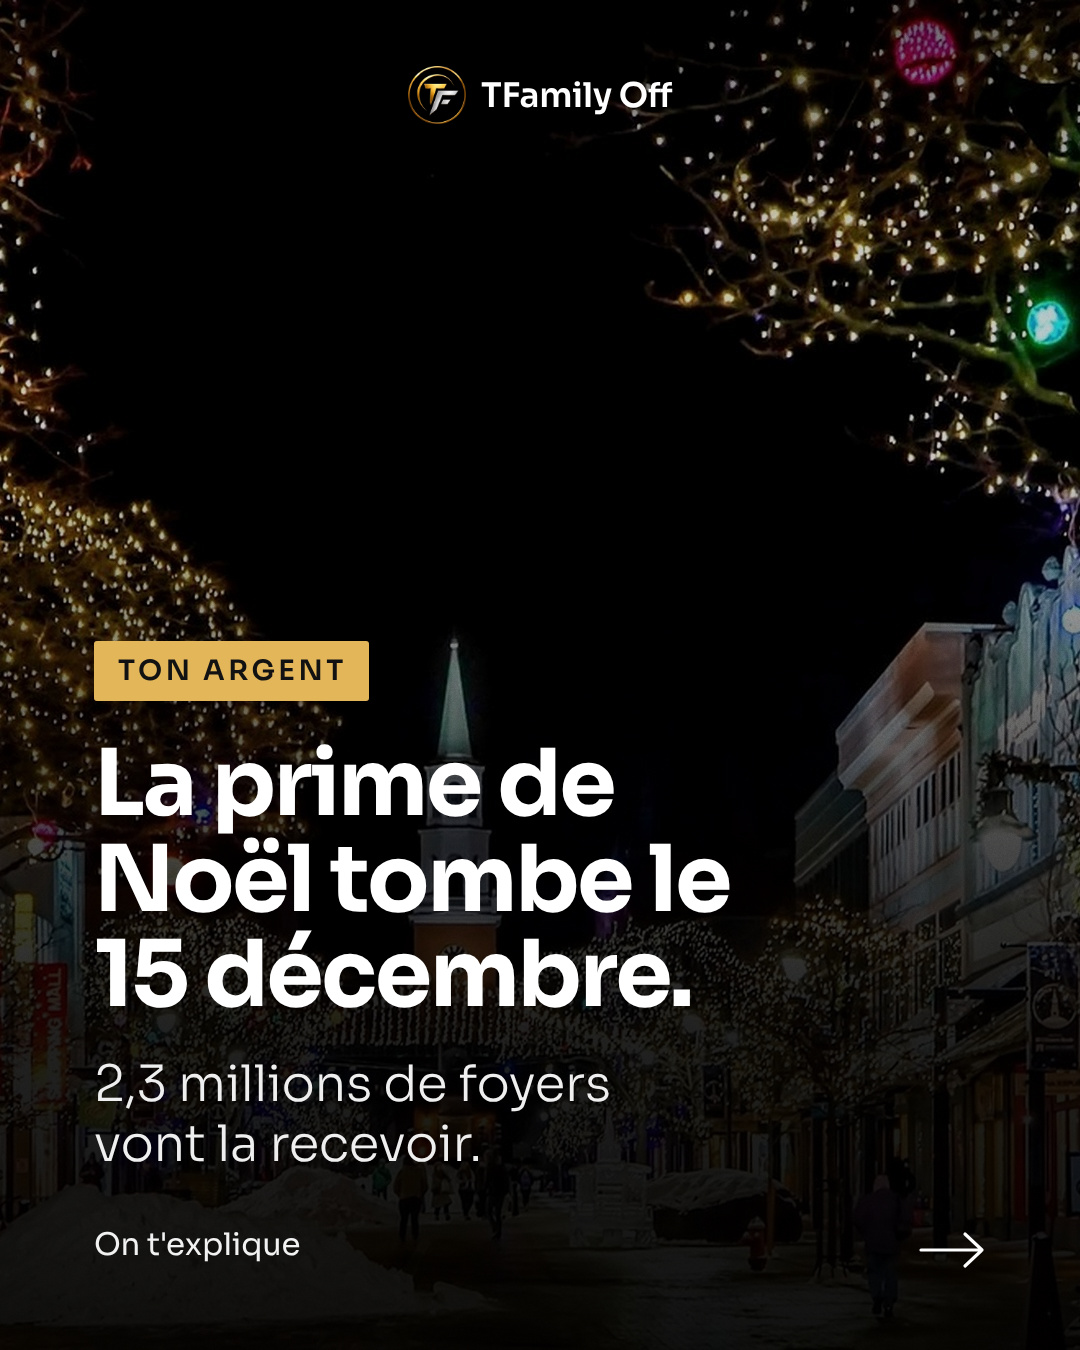 TFamily Off
TON ARGENT
La prime de
Noël tombe le
15 décembre.
2,3 millions de foyers
vont la recevoir.
On t'explique